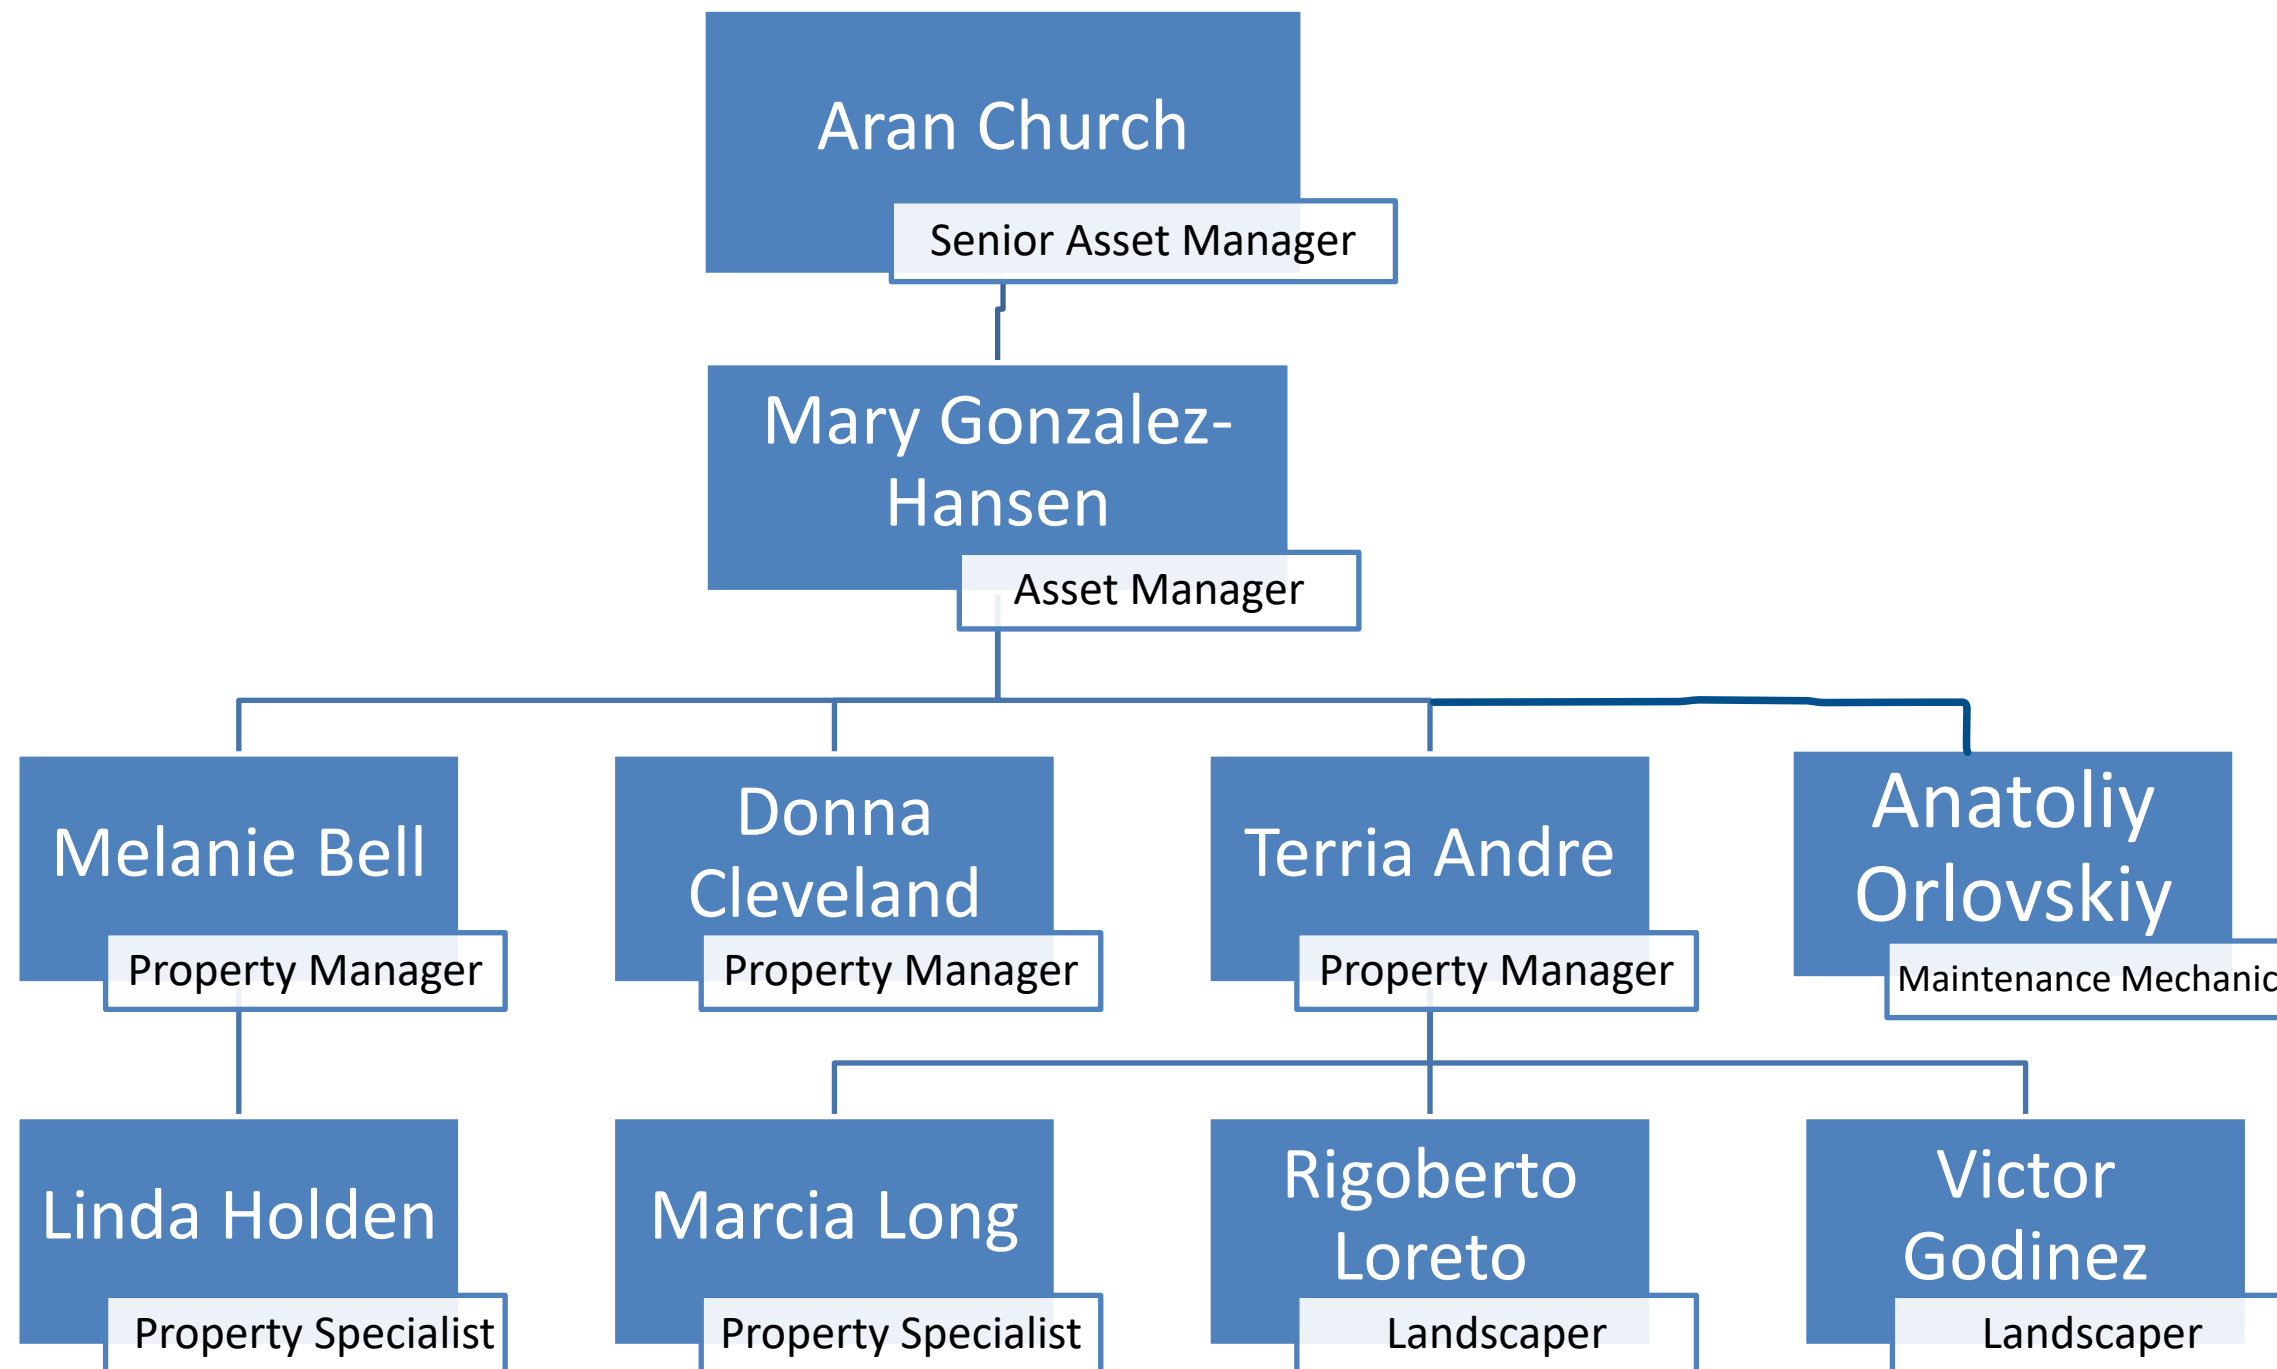 Aran Church
Senior Asset Manager
Mary Gonzalez-
Hansen
Asset Manager
Melanie Bell
Property Manager
Donna
Cleveland
Property Manager
Terria Andre
Property Manager
Anatoliy
Orlovskiy
Maintenance Mechanic
Linda Holden
Property Specialist
Marcia Long
Property Specialist
Rigoberto
Loreto
Landscaper
Victor
Godinez
Landscaper